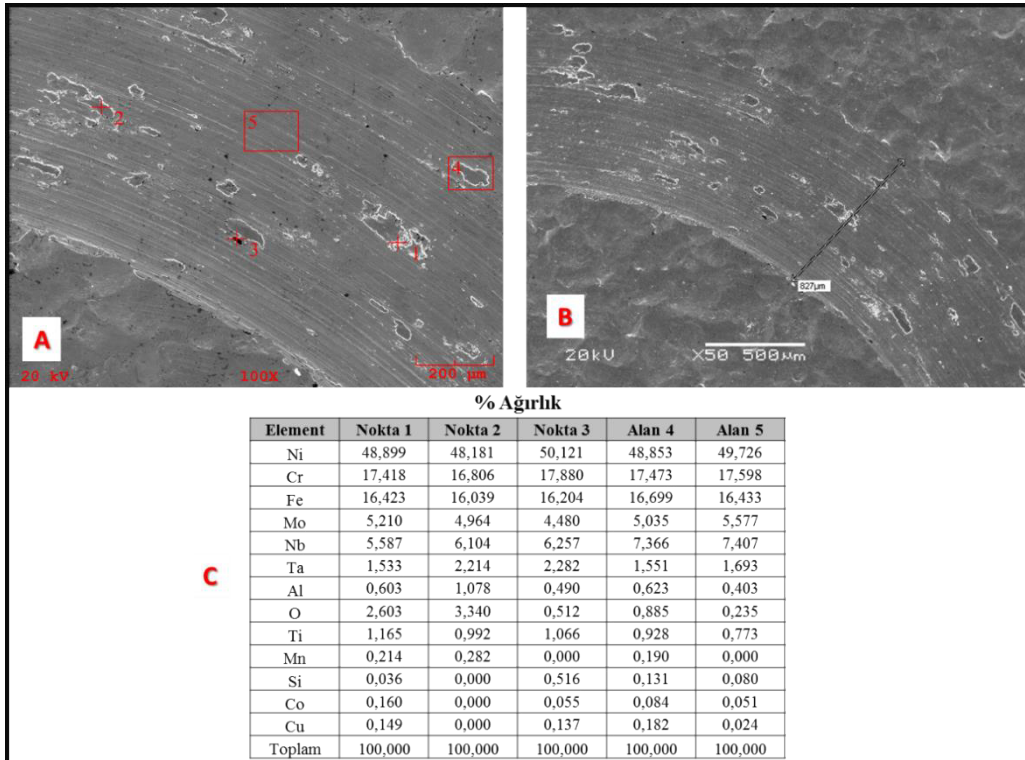 2
5
4
3
1
A
20 kV 100X 200 µm
827µm
B
20kV X50 500µm
% Ağırlık
Element Nokta 1 Nokta 2 Nokta 3 Alan 4 Alan 5
Ni 48,899 48,181 50,121 48,853 49,726
Cr 17,418 16,806 17,880 17,473 17,598
Fe 16,423 16,039 16,204 16,699 16,433
Mo 5,210 4,964 4,480 5,035 5,577
Nb 5,587 6,104 6,257 7,366 7,407
Ta 1,533 2,214 2,282 1,551 1,693
C
Al 0,603 1,078 0,490 0,623 0,403
O 2,603 3,340 0,512 0,885 0,235
Ti 1,165 0,992 1,066 0,928 0,773
Mn 0,214 0,282 0,000 0,190 0,000
Si 0,036 0,000 0,516 0,131 0,080
Co 0,160 0,000 0,055 0,084 0,051
Cu 0,149 0,000 0,137 0,182 0,024
Toplam 100,000 100,000 100,000 100,000 100,000